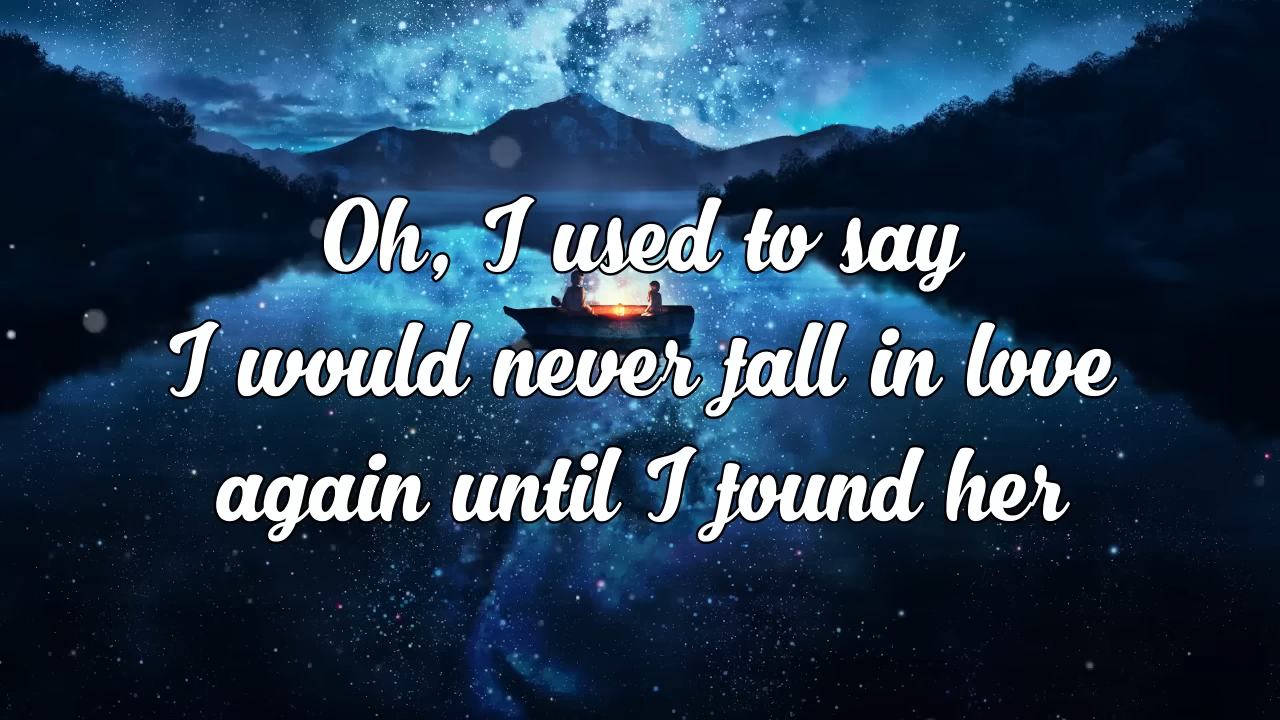 Oh, I used to say
I would never fall in love
again until I found her